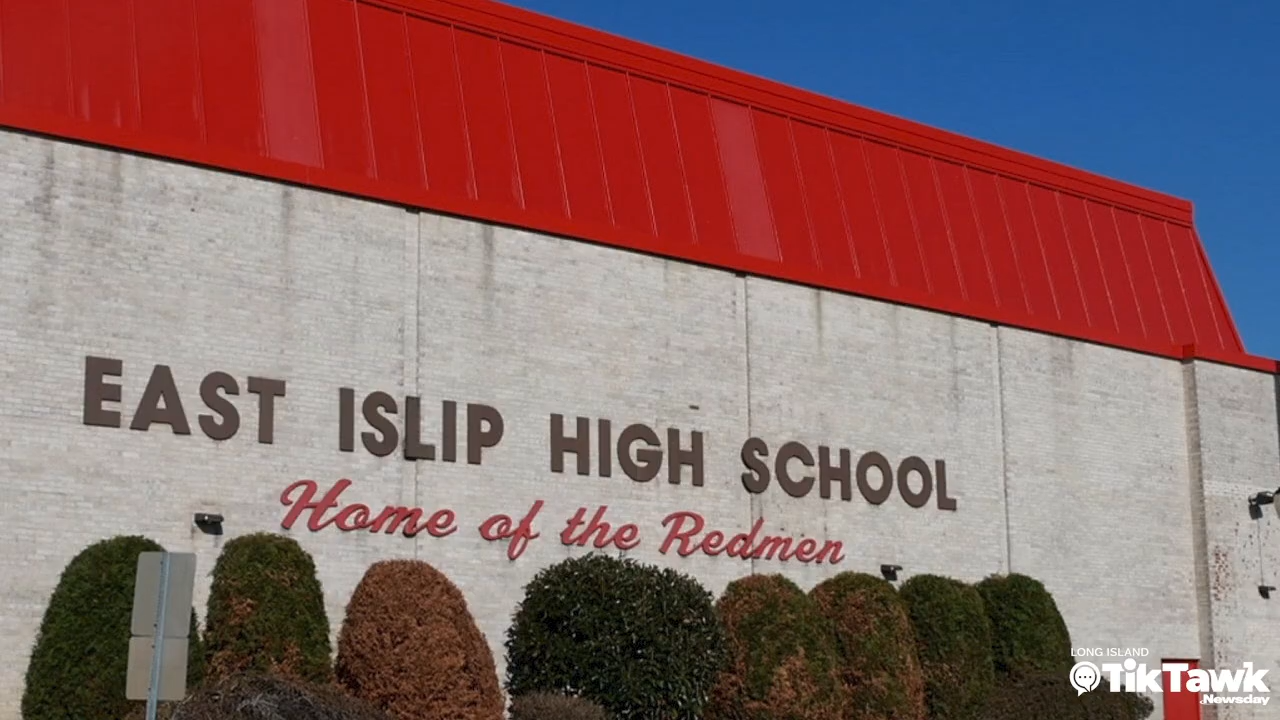 EAST ISLIP HIGH SCHOOL
Home of the Redmen
LONG ISLAND
TikTawk
Newsday